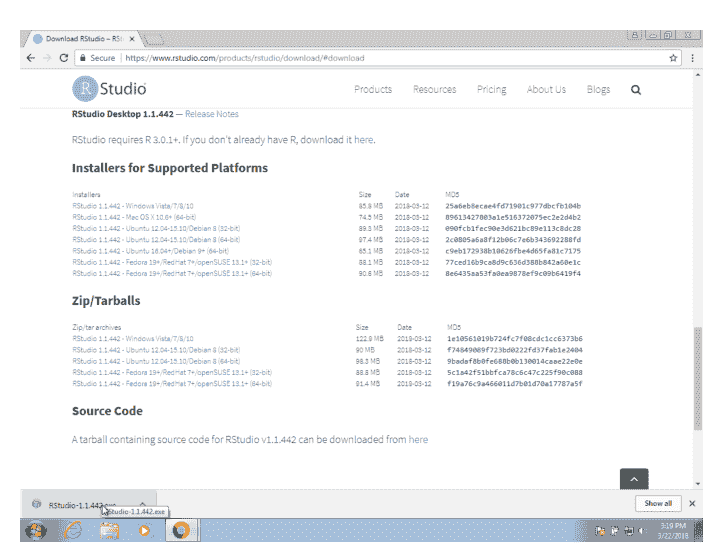 Download RStudio – RSt
Secure | https://www.rstudio.com/products/rstudio/download/#download
R Studio
Products Resources Pricing About Us Blogs
RStudio Desktop 1.1.442 — Release Notes
RStudio requires R 3.0.1+. If you don't already have R, download it here.
Installers for Supported Platforms
Installers Size Date MD5
RStudio 1.1.442 - Windows Vista/7/8/10 85.8 MB 2018-03-12 25a6eb8ecae4fd71901c977dbcfb104b
RStudio 1.1.442 - Mac OS X 10.6+ (64-bit) 74.5 MB 2018-03-12 89613427803a1e516372075ec2e2d4b2
RStudio 1.1.442 - Ubuntu 12.04-15.10/Debian 8 (32-bit) 89.3 MB 2018-03-12 090fcb1fec90e3d621bc89e113c8dc28
RStudio 1.1.442 - Ubuntu 12.04-15.10/Debian 8 (64-bit) 97.4 MB 2018-03-12 2c0805a6a8f12b06c7e6b343692288fd
RStudio 1.1.442 - Ubuntu 16.04+/Debian 9+ (64-bit) 65.1 MB 2018-03-12 c9eb172938b10626fbe4d65fa81c7175
RStudio 1.1.442 - Fedora 19+/RedHat 7+/openSUSE 13.1+ (32-bit) 88.1 MB 2018-03-12 77ced16b9ca8d9c636d388b842a60e1c
RStudio 1.1.442 - Fedora 19+/RedHat 7+/openSUSE 13.1+ (64-bit) 90.6 MB 2018-03-12 8e6435aa53fa0ea9878ef9c09b6419f4
Zip/Tarballs
Zip/tar archives Size Date MD5
RStudio 1.1.442 - Windows Vista/7/8/10 122.9 MB 2018-03-12 1e10561019b724fc7f08cdc1cc6373b6
RStudio 1.1.442 - Ubuntu 12.04-15.10/Debian 8 (32-bit) 90 MB 2018-03-12 f74849089f723bd0222fd37fab1e2404
RStudio 1.1.442 - Ubuntu 12.04-15.10/Debian 8 (64-bit) 98.3 MB 2018-03-12 9badaf8b0fe688b0b130014caae22e0e
RStudio 1.1.442 - Fedora 19+/RedHat 7+/openSUSE 13.1+ (32-bit) 88.8 MB 2018-03-12 5c1a42f51bbfca78c6c47c225f90c088
RStudio 1.1.442 - Fedora 19+/RedHat 7+/openSUSE 13.1+ (64-bit) 91.4 MB 2018-03-12 f19a76c9a466011d7b01d70a17787a5f
Source Code
A tarball containing source code for RStudio v1.1.442 can be downloaded from here
RStudio-1.1.442.exe
RStudio-1.1.442.exe
Show all
3:19 PM
3/22/2018